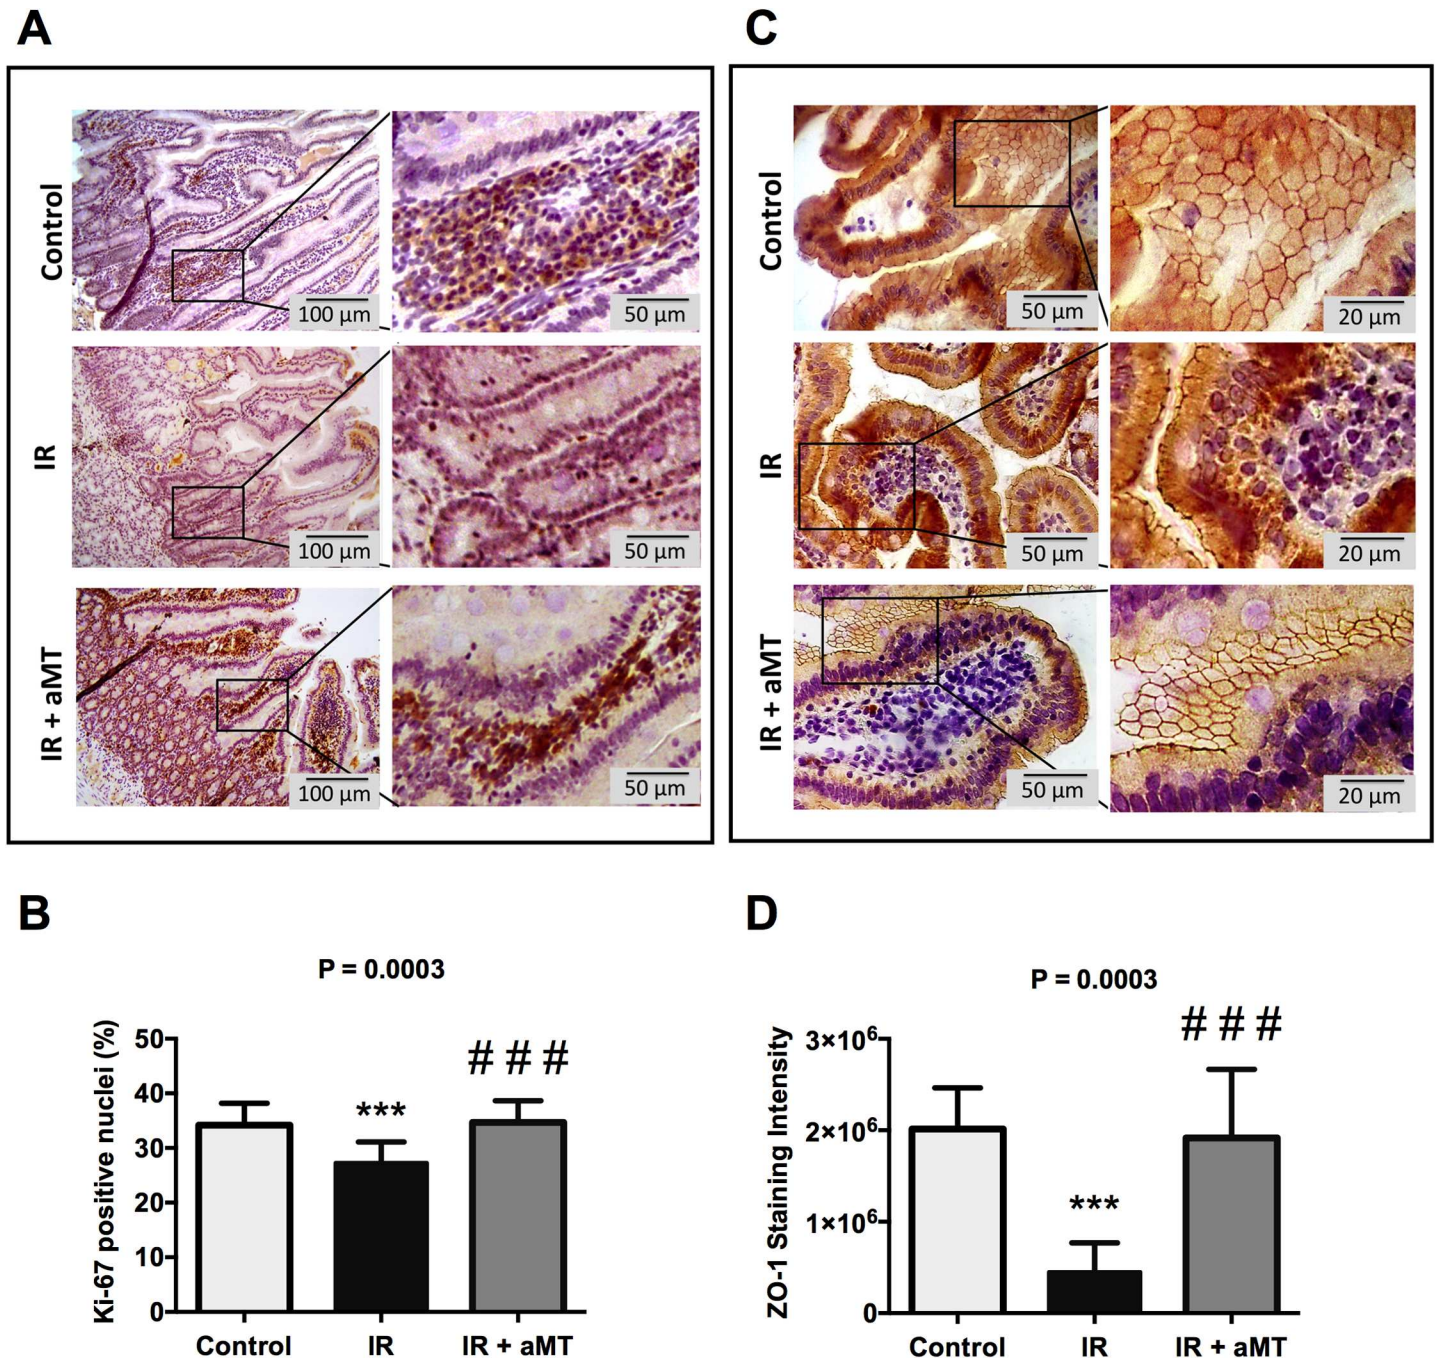 A
Control
100 µm
50 µm
IR
100 µm
50 µm
IR + aMT
100 µm
50 µm
C
Control
50 µm
20 µm
IR
50 µm
20 µm
IR + aMT
50 µm
20 µm
B
P = 0.0003
Ki-67 positive nuclei (%)
50
40
30
20
10
0
***
# # #
Control IR IR + aMT
D
P = 0.0003
ZO-1 Staining Intensity
3×10⁶
2×10⁶
1×10⁶
0
***
# # #
Control IR IR + aMT